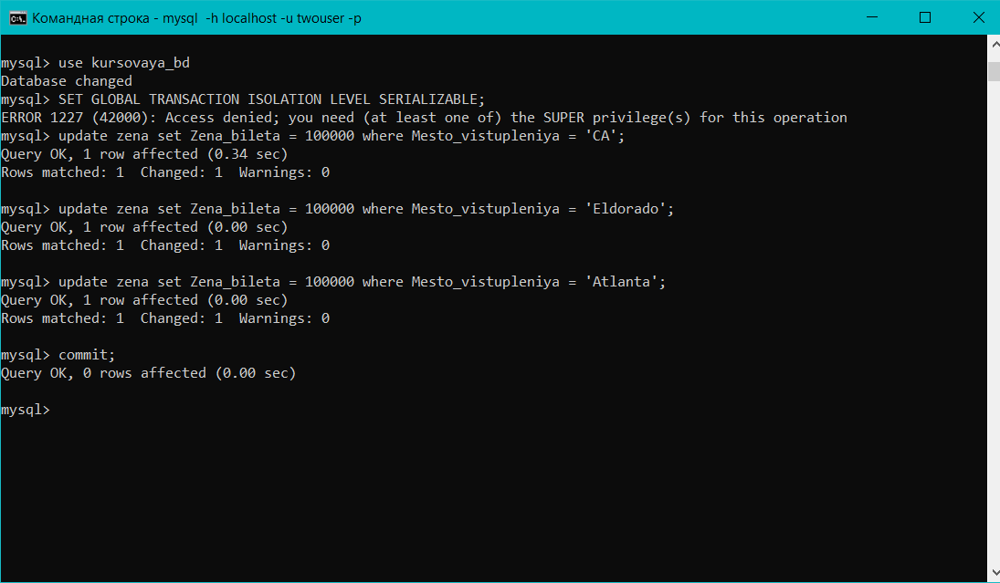 Командная строка - mysql  -h localhost -u twouser -p
mysql> use kursovaya_bd
Database changed
mysql> SET GLOBAL TRANSACTION ISOLATION LEVEL SERIALIZABLE;
ERROR 1227 (42000): Access denied; you need (at least one of) the SUPER privilege(s) for this operation
mysql> update zena set Zena_bileta = 100000 where Mesto_vistupleniya = 'CA';
Query OK, 1 row affected (0.34 sec)
Rows matched: 1  Changed: 1  Warnings: 0
mysql> update zena set Zena_bileta = 100000 where Mesto_vistupleniya = 'Eldorado';
Query OK, 1 row affected (0.00 sec)
Rows matched: 1  Changed: 1  Warnings: 0
mysql> update zena set Zena_bileta = 100000 where Mesto_vistupleniya = 'Atlanta';
Query OK, 1 row affected (0.00 sec)
Rows matched: 1  Changed: 1  Warnings: 0
mysql> commit;
Query OK, 0 rows affected (0.00 sec)
mysql>